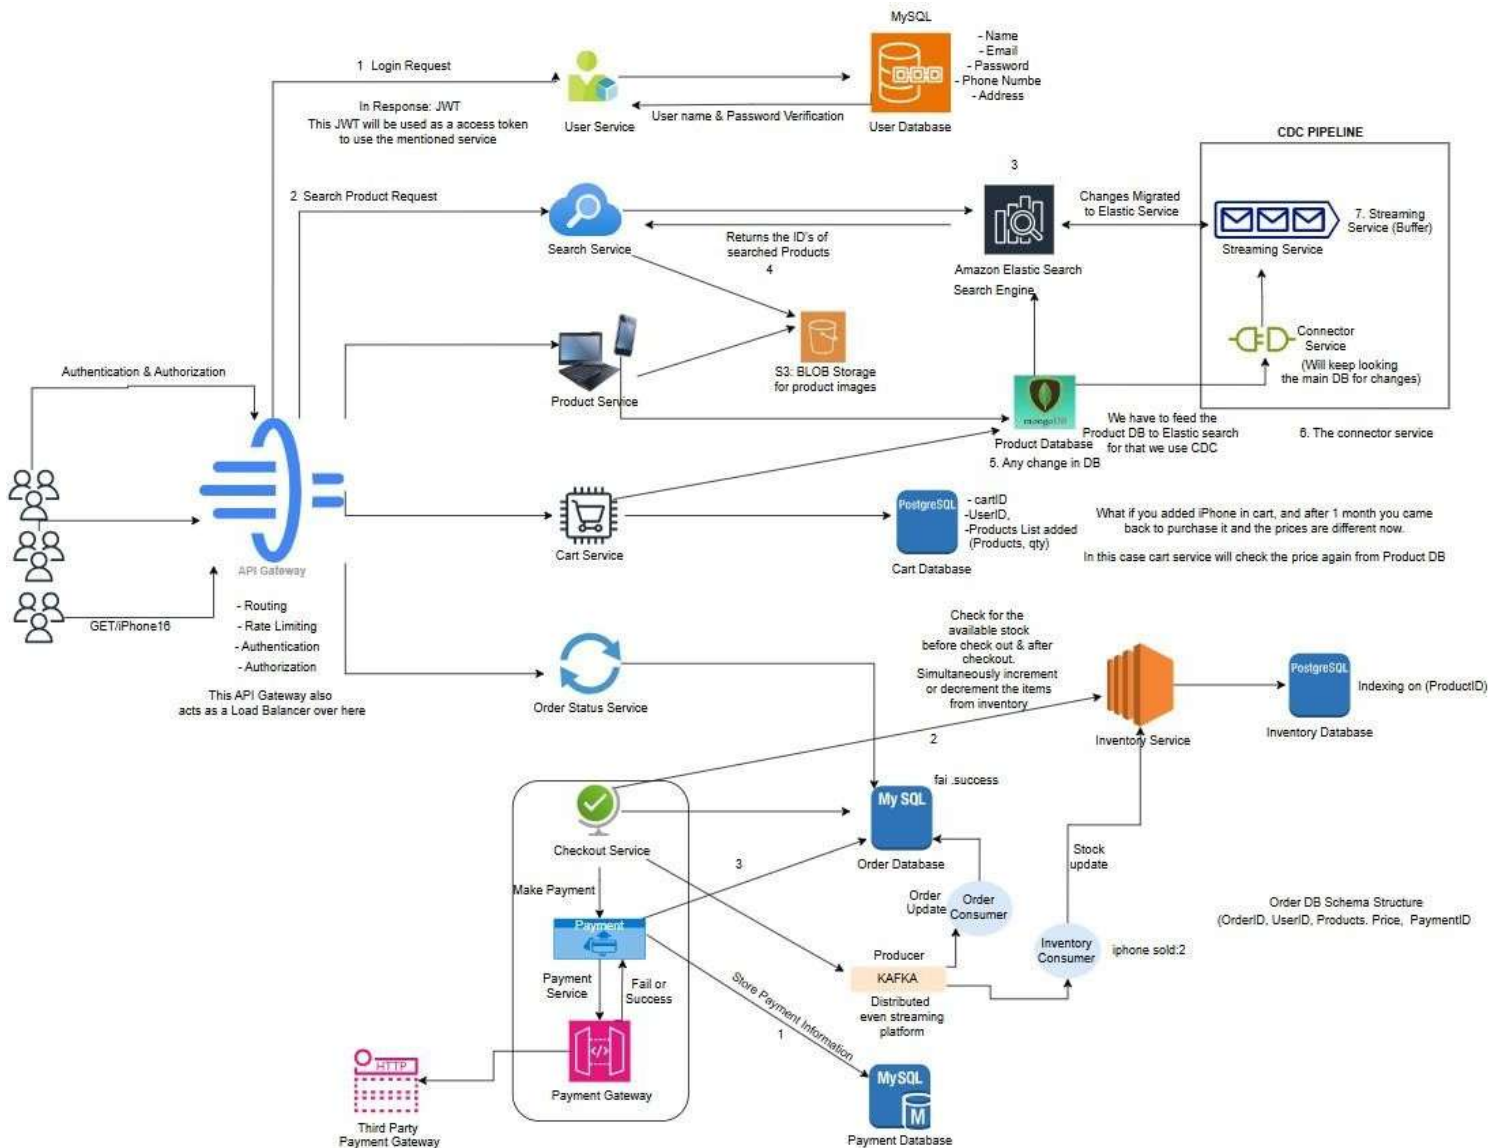 MySQL
- Name
- Email
- Password
- Phone Numbe
- Address
User Database
1 Login Request
In Response: JWT
This JWT will be used as a access token
to use the mentioned service
User Service
User name & Password Verification
CDC PIPELINE
2 Search Product Request
Search Service
Returns the ID's of
searched Products
4
3
Amazon Elastic Search
Search Engine
Changes Migrated
to Elastic Service
Streaming Service
7. Streaming
Service (Buffer)
Connector
Service
(Will keep looking
the main DB for changes)
6. The connector service
Product Service
S3: BLOB Storage
for product images
mongoDB
Product Database
5. Any change in DB
We have to feed the
Product DB to Elastic search
for that we use CDC
Authentication & Authorization
GET/iPhone16
API Gateway
- Routing
- Rate Limiting
- Authentication
- Authorization
This API Gateway also
acts as a Load Balancer over here
Cart Service
PostgreSQL
Cart Database
- cartID
-UserID,
-Products List added
(Products, qty)
What if you added iPhone in cart, and after 1 month you came
back to purchase it and the prices are different now.
In this case cart service will check the price again from Product DB
Order Status Service
Check for the
available stock
before check out & after
checkout.
Simultaneously increment
or decrement the items
from inventory
2
Inventory Service
PostgreSQL
Inventory Database
Indexing on (ProductID)
fai .success
My SQL
Order Database
Checkout Service
Make Payment
Payment
Payment
Service
Fail or
Success
</>
Payment Gateway
HTTP
Third Party
Payment Gateway
3
Order
Update
Order
Consumer
Producer
KAFKA
Distributed
even streaming
platform
Inventory
Consumer
iphone sold:2
Stock
update
Order DB Schema Structure
(OrderID, UserID, Products. Price, PaymentID
Store Payment Information
1
MySQL
M
Payment Database